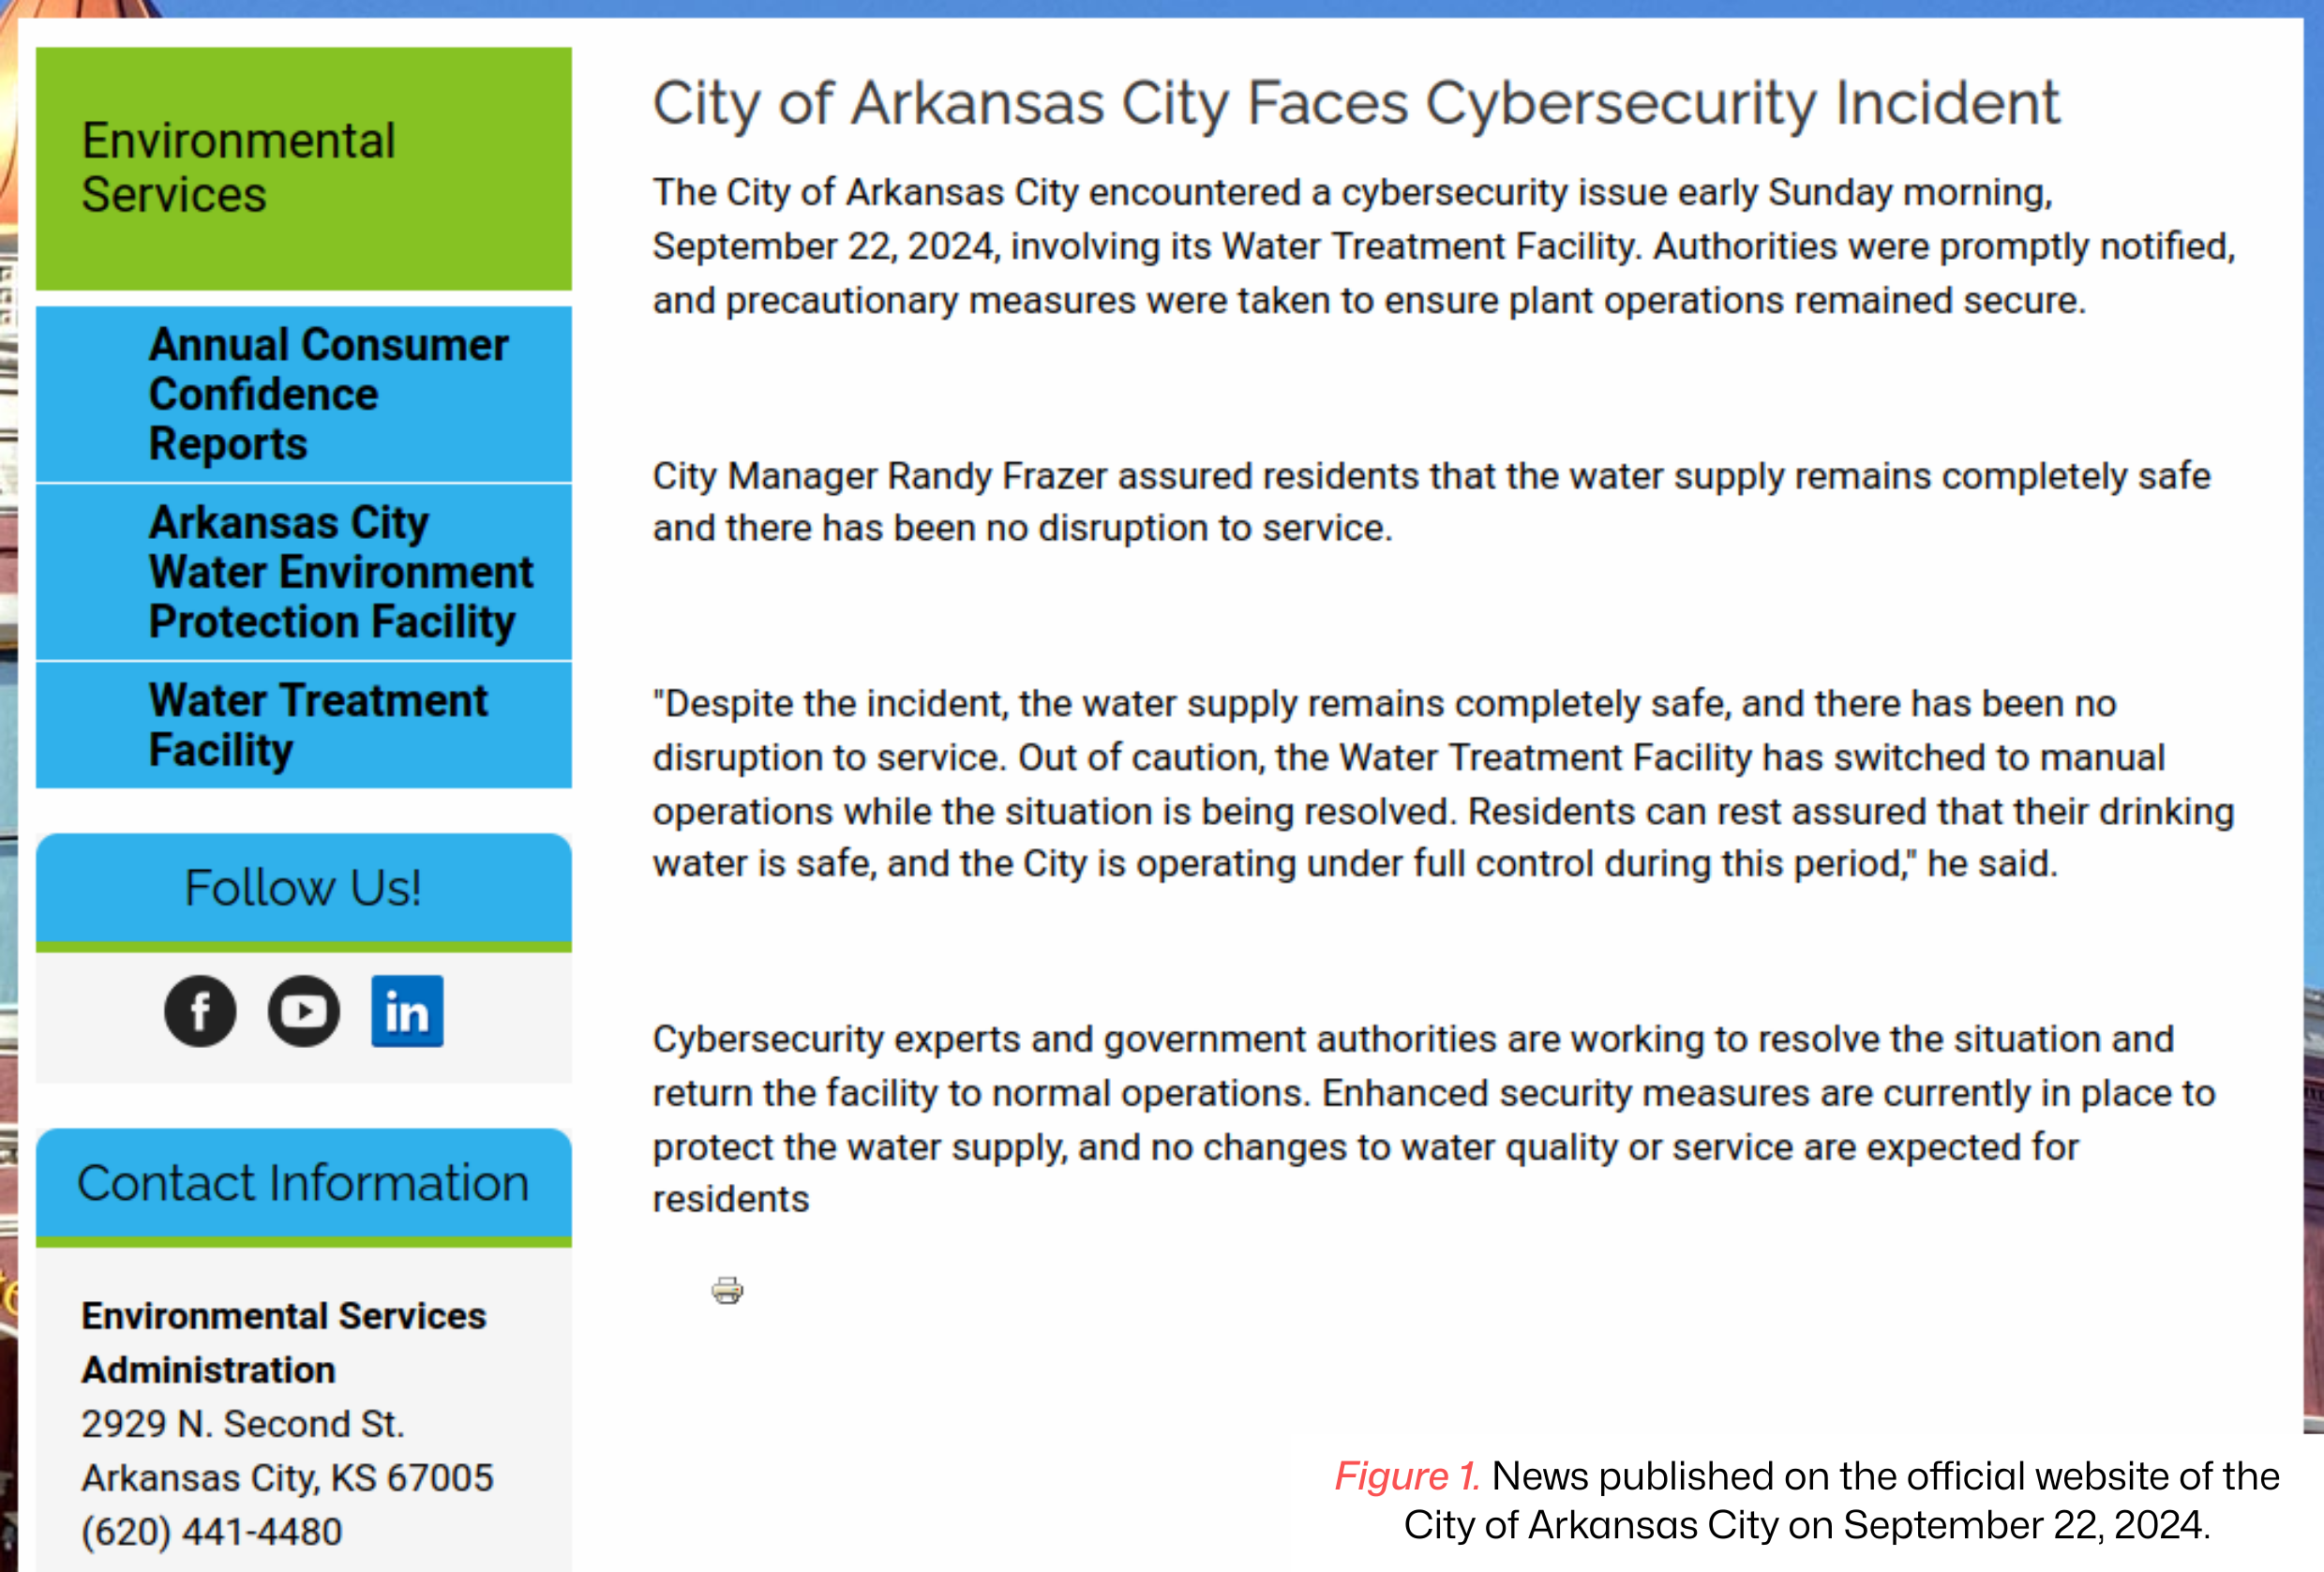 Environmental
Services
Annual Consumer
Confidence
Reports
Arkansas City
Water Environment
Protection Facility
Water Treatment
Facility
Follow Us!
f
in
Contact Information
Environmental Services
Administration
2929 N. Second St.
Arkansas City, KS 67005
(620) 441-4480
City of Arkansas City Faces Cybersecurity Incident
The City of Arkansas City encountered a cybersecurity issue early Sunday morning,
September 22, 2024, involving its Water Treatment Facility. Authorities were promptly notified,
and precautionary measures were taken to ensure plant operations remained secure.
City Manager Randy Frazer assured residents that the water supply remains completely safe
and there has been no disruption to service.
"Despite the incident, the water supply remains completely safe, and there has been no
disruption to service. Out of caution, the Water Treatment Facility has switched to manual
operations while the situation is being resolved. Residents can rest assured that their drinking
water is safe, and the City is operating under full control during this period," he said.
Cybersecurity experts and government authorities are working to resolve the situation and
return the facility to normal operations. Enhanced security measures are currently in place to
protect the water supply, and no changes to water quality or service are expected for
residents
Figure 1. News published on the official website of the
City of Arkansas City on September 22, 2024.